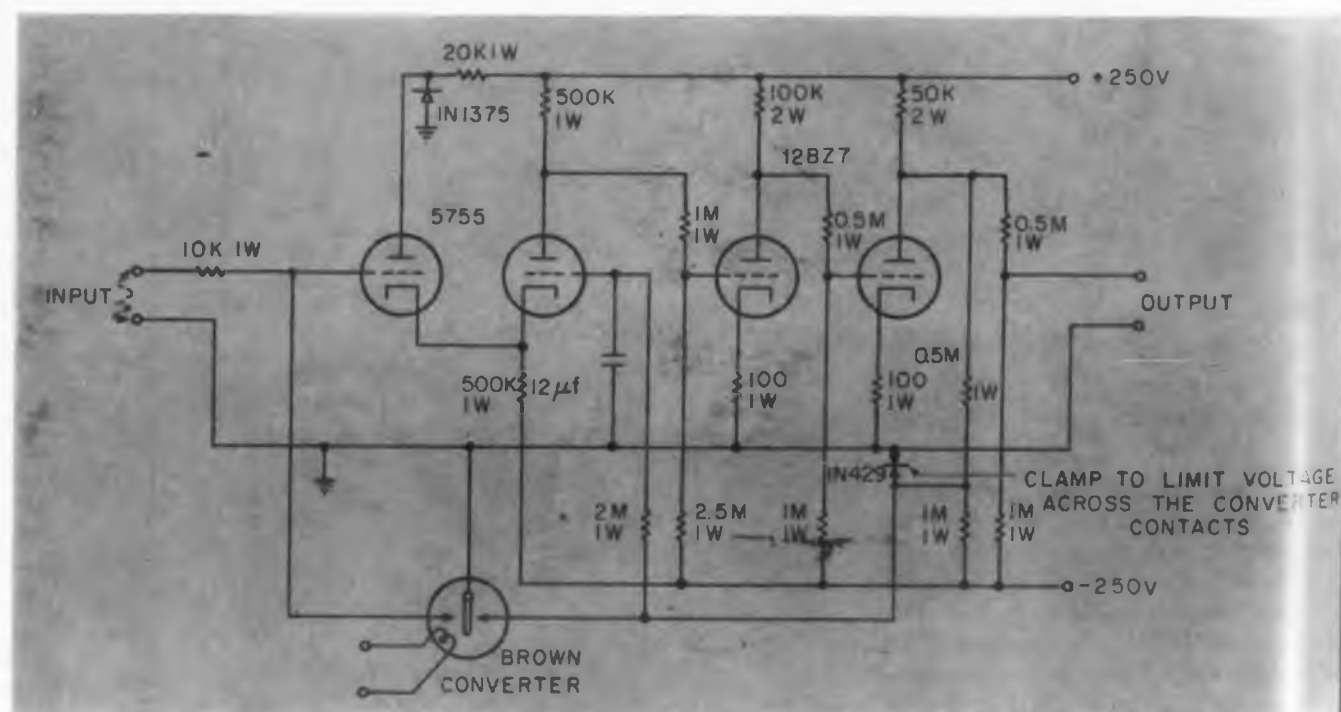 20K 1W
+250V
500K
1W
100K
2W
50K
2W
IN1375
12BZ7
5755
1M
1W
0.5M
1W
0.5M
1W
10K 1W
INPUT
OUTPUT
500K
1W
12µf
100
1W
100
1W
0.5M
1W
IN429
CLAMP TO LIMIT VOLTAGE
ACROSS THE CONVERTER
CONTACTS
2M
1W
2.5M
1W
1M
1W
1M
1W
1M
1W
-250V
BROWN
CONVERTER